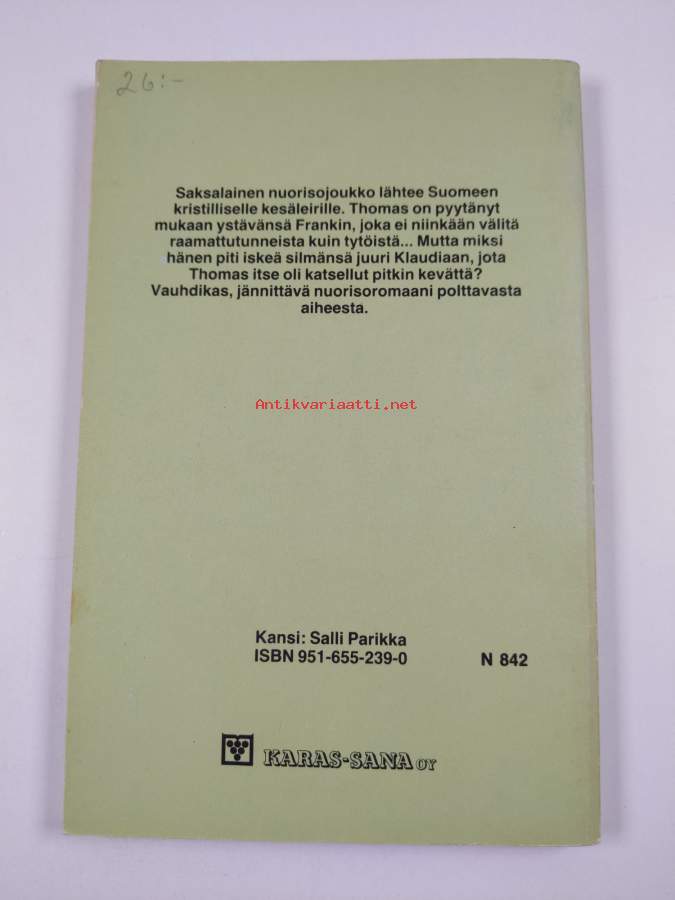 26:-
Saksalainen nuorisojoukko lähtee Suomeen
kristilliselle kesäleirille. Thomas on pyytänyt
mukaan ystävänsä Frankin, joka ei niinkään välitä
raamattutunneista kuin tytöistä... Mutta miksi
hänen piti iskeä silmänsä juuri Klaudiaan, jota
Thomas itse oli katsellut pitkin kevättä?
Vauhdikas, jännittävä nuorisoromaani polttavasta
aiheesta.
Antikvariaatti.net
Kansi: Salli Parikka
ISBN 951-655-239-0 N 842
KARAS-SANA OY